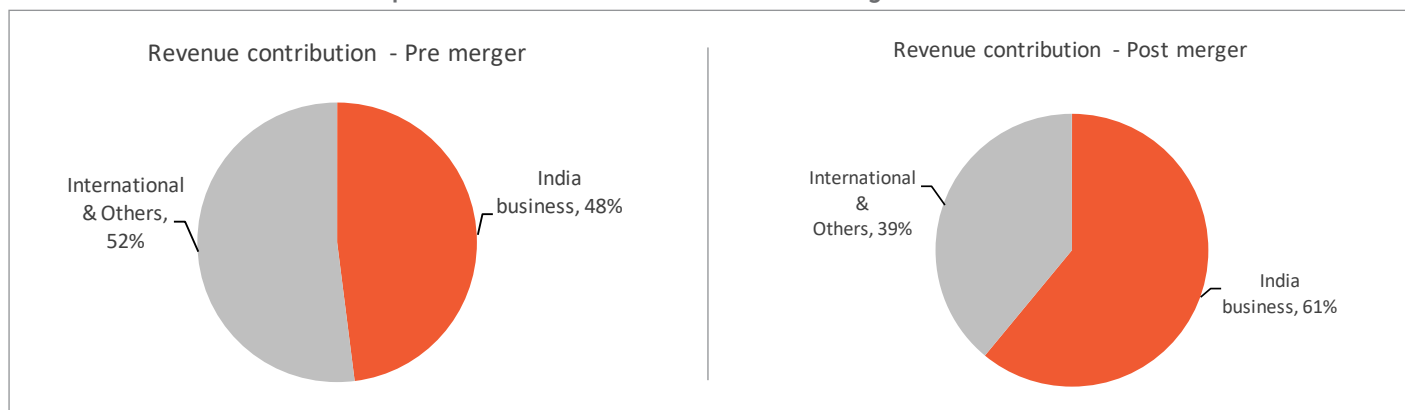 Revenue contribution - Pre merger
International
& Others,
52%
India
business, 48%
Revenue contribution - Post merger
International
&
Others, 39%
India
business, 61%